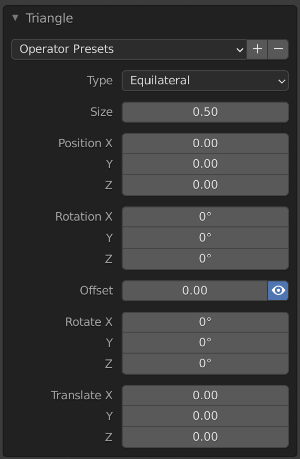 Triangle
Operator Presets
Type Equilateral
Size 0.50
Position X 0.00
Y 0.00
Z 0.00
Rotation X 0°
Y 0°
Z 0°
Offset 0.00
Rotate X 0°
Y 0°
Z 0°
Translate X 0.00
Y 0.00
Z 0.00